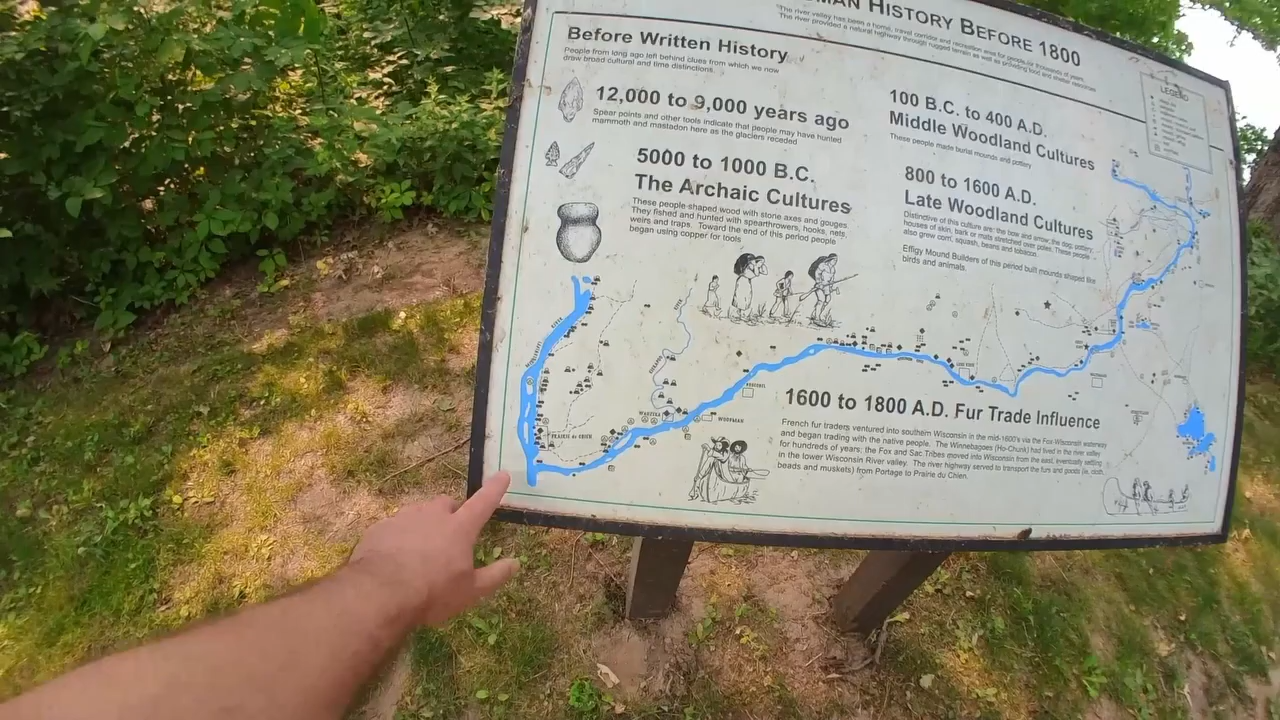 MAN HISTORY BEFORE 1800
"The river valley has been a home, travel corridor and recreation area for people for thousands of years.
The river provided a natural highway through rugged terrain as well as providing food and shelter resources
Before Written History
People from long ago left behind clues from which we now
draw broad cultural and time distinctions.
12,000 to 9,000 years ago
Spear points and other tools indicate that people may have hunted
mammoth and mastadon here as the glaciers receded
5000 to 1000 B.C.
The Archaic Cultures
These people shaped wood with stone axes and gouges.
They fished and hunted with spearthrowers, hooks, nets,
weirs and traps. Toward the end of this period people
began using copper for tools
100 B.C. to 400 A.D.
Middle Woodland Cultures
These people made burial mounds and pottery
800 to 1600 A.D.
Late Woodland Cultures
Distinctive of this culture are: the bow and arrow, the dog, pottery,
houses of skin, bark or mats stretched over poles. These people
also grew corn, squash, beans and tobacco.
Effigy Mound Builders of this period built mounds shaped like
birds and animals.
LEGEND
1600 to 1800 A.D. Fur Trade Influence
French fur traders ventured into southern Wisconsin in the mid-1600's via the Fox-Wisconsin waterway
and began trading with the native people. The Winnebagoes (Ho-Chunk) had lived in the river valley
for hundreds of years; the Fox and Sac Tribes moved into Wisconsin from the east, eventually settling
in the lower Wisconsin River valley. The river highway served to transport the furs and goods (ie, cloth,
beads and muskets) from Portage to Prairie du Chien.
MISSISSIPPI RIVER
KICKAPOO RIVER
PRAIRIE du CHIEN
WAUZEKA
WOODMAN
BOSCOBEL
LONE ROCK